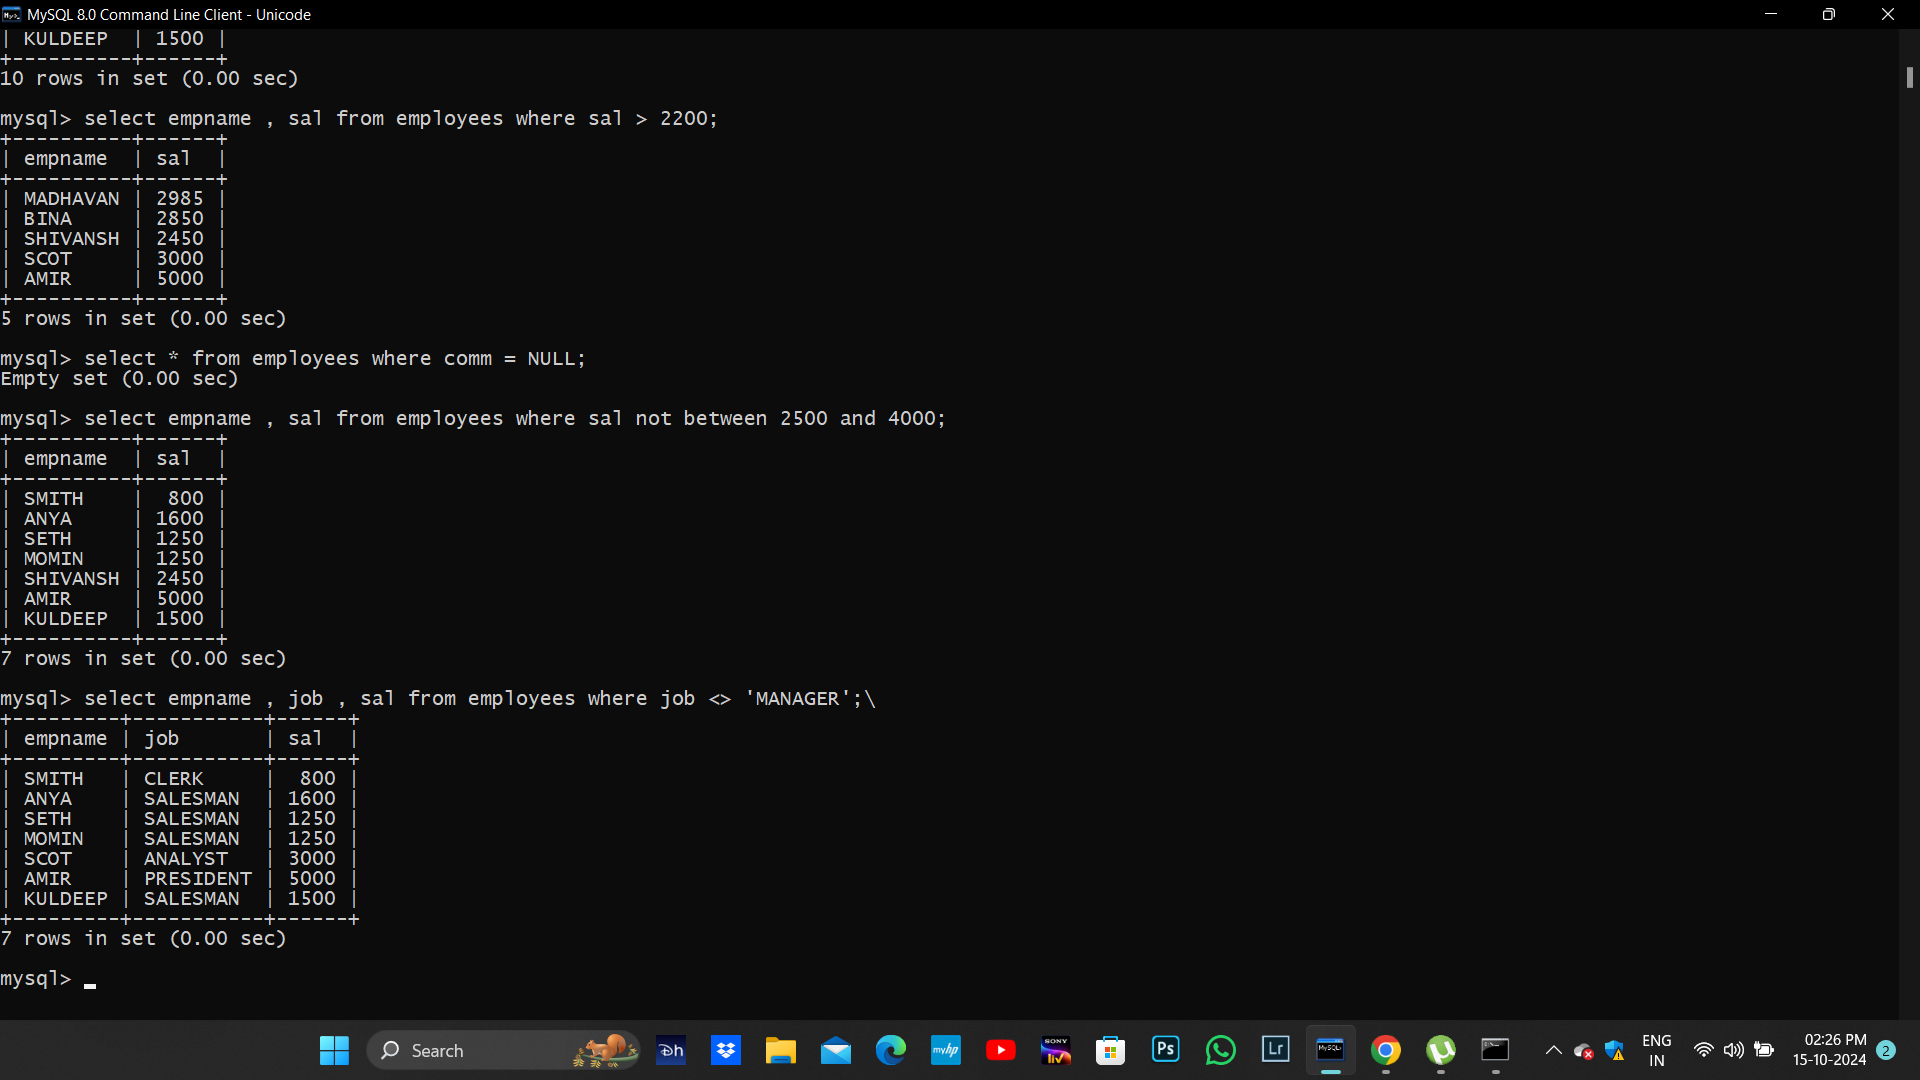 MySQL 8.0 Command Line Client - Unicode
| KULDEEP  | 1500 |
+----------+------+
10 rows in set (0.00 sec)
mysql> select empname , sal from employees where sal > 2200;
+----------+------+
| empname  | sal  |
+----------+------+
| MADHAVAN | 2985 |
| BINA     | 2850 |
| SHIVANSH | 2450 |
| SCOT     | 3000 |
| AMIR     | 5000 |
+----------+------+
5 rows in set (0.00 sec)
mysql> select * from employees where comm = NULL;
Empty set (0.00 sec)
mysql> select empname , sal from employees where sal not between 2500 and 4000;
+----------+------+
| empname  | sal  |
+----------+------+
| SMITH    |  800 |
| ANYA     | 1600 |
| SETH     | 1250 |
| MOMIN    | 1250 |
| SHIVANSH | 2450 |
| AMIR     | 5000 |
| KULDEEP  | 1500 |
+----------+------+
7 rows in set (0.00 sec)
mysql> select empname , job , sal from employees where job <> 'MANAGER';\
+---------+-----------+------+
| empname | job       | sal  |
+---------+-----------+------+
| SMITH   | CLERK     |  800 |
| ANYA    | SALESMAN  | 1600 |
| SETH    | SALESMAN  | 1250 |
| MOMIN   | SALESMAN  | 1250 |
| SCOT    | ANALYST   | 3000 |
| AMIR    | PRESIDENT | 5000 |
| KULDEEP | SALESMAN  | 1500 |
+---------+-----------+------+
7 rows in set (0.00 sec)
mysql> _
Search
Dh
myhp
SONY
liv
Ps
Lr
MySQL
ENG
IN
02:26 PM
15-10-2024
2